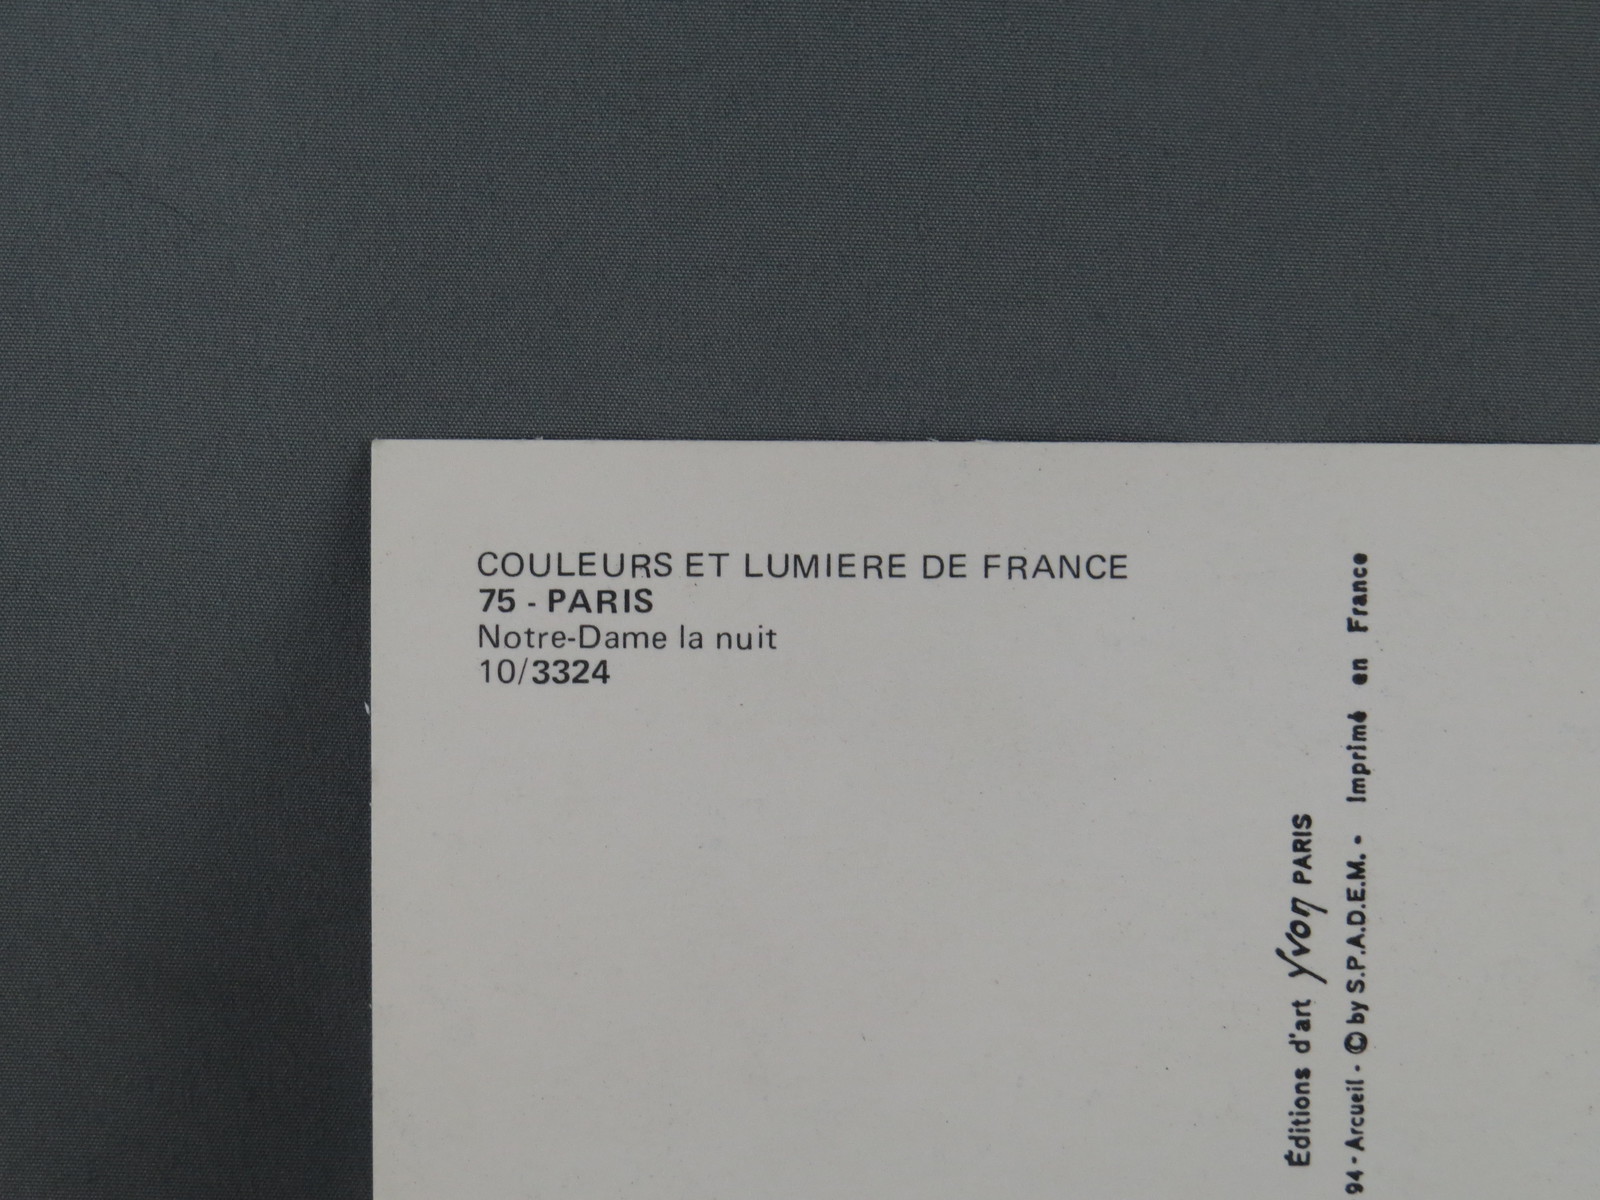 COULEURS ET LUMIERE DE FRANCE
75 - PARIS
Notre-Dame la nuit
10/3324
Éditions d'art Yvon PARIS
94 - Arcueil - © by S.P.A.D.E.M. - Imprimé en France